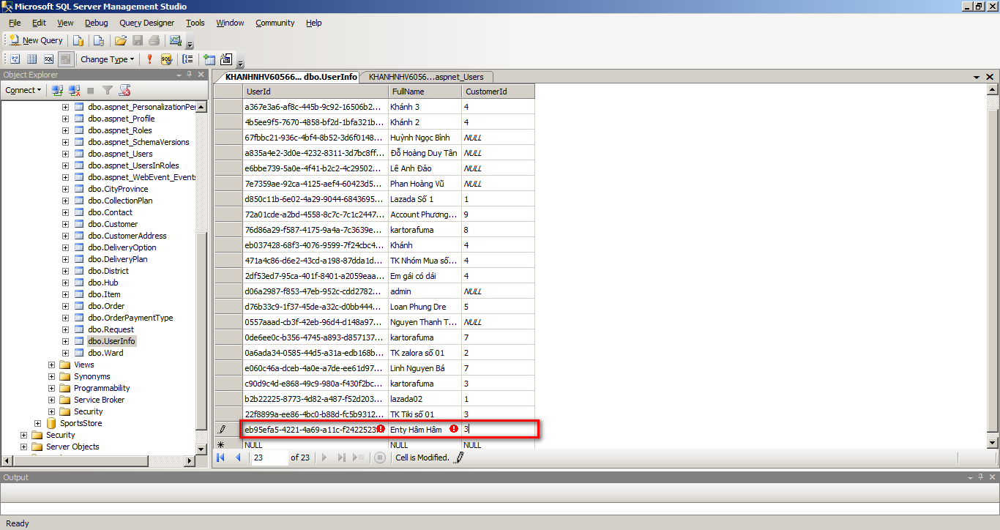 Microsoft SQL Server Management Studio
File Edit View Debug Query Designer Tools Window Community Help
New Query
SQL Change Type SQL
Object Explorer
KHANHNHV60566... dbo.UserInfo KHANHNHV6056...aspnet_Users
Connect
dbo.aspnet_PersonalizationPer
dbo.aspnet_Profile
dbo.aspnet_Roles
dbo.aspnet_SchemaVersions
dbo.aspnet_Users
dbo.aspnet_UsersInRoles
dbo.aspnet_WebEvent_Events
dbo.CityProvince
dbo.CollectionPlan
dbo.Contact
dbo.Customer
dbo.CustomerAddress
dbo.DeliveryOption
dbo.DeliveryPlan
dbo.District
dbo.Hub
dbo.Item
dbo.Order
dbo.OrderPaymentType
dbo.Request
dbo.UserInfo
dbo.Ward
Views
Synonyms
Programmability
Service Broker
Security
SportsStore
Security
Server Objects
UserId FullName CustomerId
a367e3a6-af8c-445b-9c92-16506b2... Khánh 3 4
4b5ee9f5-7670-4858-bf2d-1bfa321b... Khánh 2 4
67fbbc21-936c-4bf4-8b52-3d6f0148... Huỳnh Ngọc Bình NULL
a835a4e2-3d0e-4232-8311-3d7bc8ff... Đỗ Hoàng Duy Tân NULL
e6bbe739-5a0e-4f41-b2c2-4c29502... Lê Anh Đảo NULL
7e7359ae-92ca-4125-aef4-60423d5... Phan Hoàng Vũ NULL
d850c11b-6e02-4a29-9044-6843695... Lazada Số 1 1
72a01cde-a2bd-4558-8c7c-7c1c2447... Account Phương... 9
76d86a29-f587-4175-9a4a-7c3639e... kartorafuma 8
eb037428-68f3-4076-9599-7f24cbc4... Khánh 4
471a4c86-d6e2-43cd-a198-87dda1d... TK Nhóm Mua số... 4
2df53ed7-95ca-401f-8401-a2059eaa... Em gái có dái 4
d06a2987-f853-47eb-952c-cdd2782... admin NULL
d76b33c9-1f37-45de-a32c-d0bb444... Loan Phung Dre 5
0557aaad-cb3f-42eb-96d4-d148a97... Nguyen Thanh T... NULL
0de6ee0c-b356-4745-a893-d857137... kartorafuma 7
0a6ada34-0585-44d5-a31a-edb168b... TK zalora số 01 2
e060c46a-dceb-4a0e-a7de-ee61d97... Linh Nguyen Bá 7
c90d9c4d-e868-49c9-980a-f430f2bc... kartorafuma 3
b2b22225-8773-4d82-a487-f52d203... lazada02 1
22f8899a-ee86-4bc0-b88d-fc5b9312... TK Tiki số 01 3
eb95efa5-4221-4a69-a11c-f2422523 Enty Hâm Hâm 3
NULL NULL NULL
23 of 23 Cell is Modified.
Output
Ready